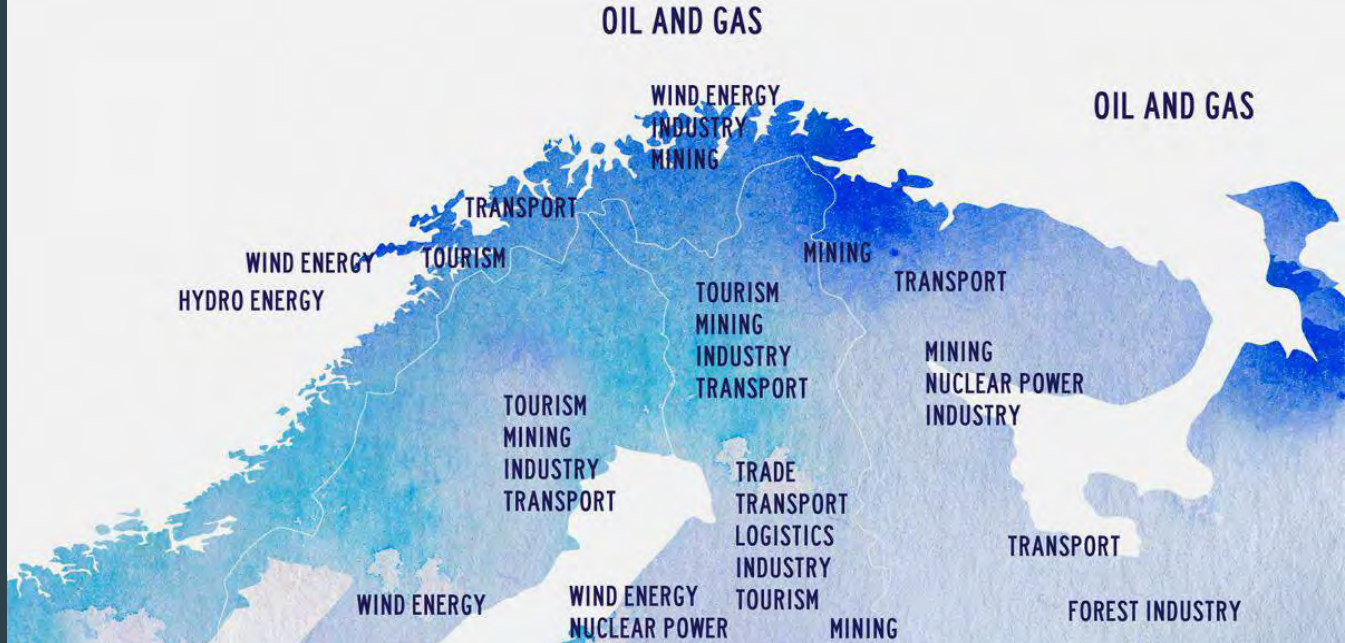 OIL AND GAS
OIL AND GAS
WIND ENERGY
INDUSTRY
MINING
TRANSPORT
WIND ENERGY
TOURISM
HYDRO ENERGY
MINING
TRANSPORT
TOURISM
MINING
INDUSTRY
TRANSPORT
MINING
NUCLEAR POWER
INDUSTRY
TOURISM
MINING
INDUSTRY
TRANSPORT
TRADE
TRANSPORT
LOGISTICS
INDUSTRY
TOURISM
TRANSPORT
WIND ENERGY
WIND ENERGY
NUCLEAR POWER
MINING
FOREST INDUSTRY